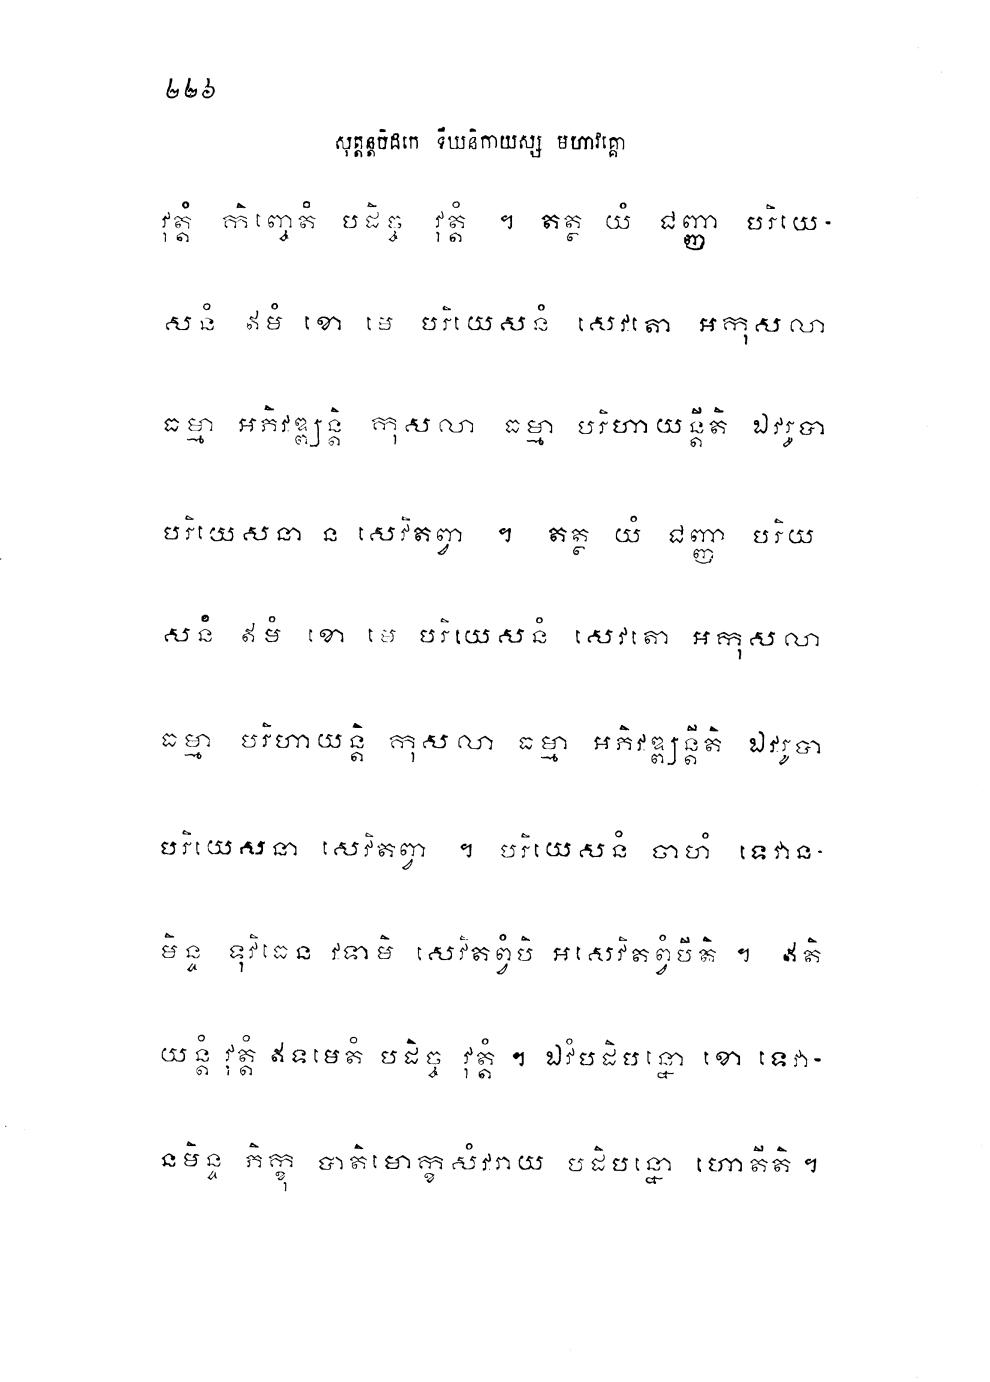 ២២៦
សុត្តន្តបិដកេ ទីឃនិកាយស្ស មហាវគ្គោ
វុត្តំ កិញ្ចេតំ បដិច្ច វុត្តំ ។ តត្ថ យំ ជញ្ញា បរិយេ-
សនំ ឥមំ ខោ មេ បរិយេសនំ សេវតោ អកុសលា
ធម្មា អភិវឌ្ឍន្តិ កុសលា ធម្មា បរិហាយន្តីតិ ឯវរូបា
បរិយេសនា ន សេវិតព្វា ។ តត្ថ យំ ជញ្ញា បរិយ
សនំ ឥមំ ខោ មេ បរិយេសនំ សេវតោ អកុសលា
ធម្មា បរិហាយន្តិ កុសលា ធម្មា អភិវឌ្ឍន្តីតិ ឯវរូបា
បរិយេសនា សេវិតព្វា ។ បរិយេសនំ ចាហំ ទេវាន-
មិន្ទ ទុវិធេន វទាមិ សេវិតព្វំបិ អសេវិតព្វំបីតិ ។ ឥតិ
យន្តំ វុត្តំ ឥទមេតំ បដិច្ច វុត្តំ ។ ឯវំបដិបន្នោ ខោ ទេវា-
នមិន្ទ ភិក្ខុ បាតិមោក្ខសំវរាយ បដិបន្នោ ហោតីតិ ។